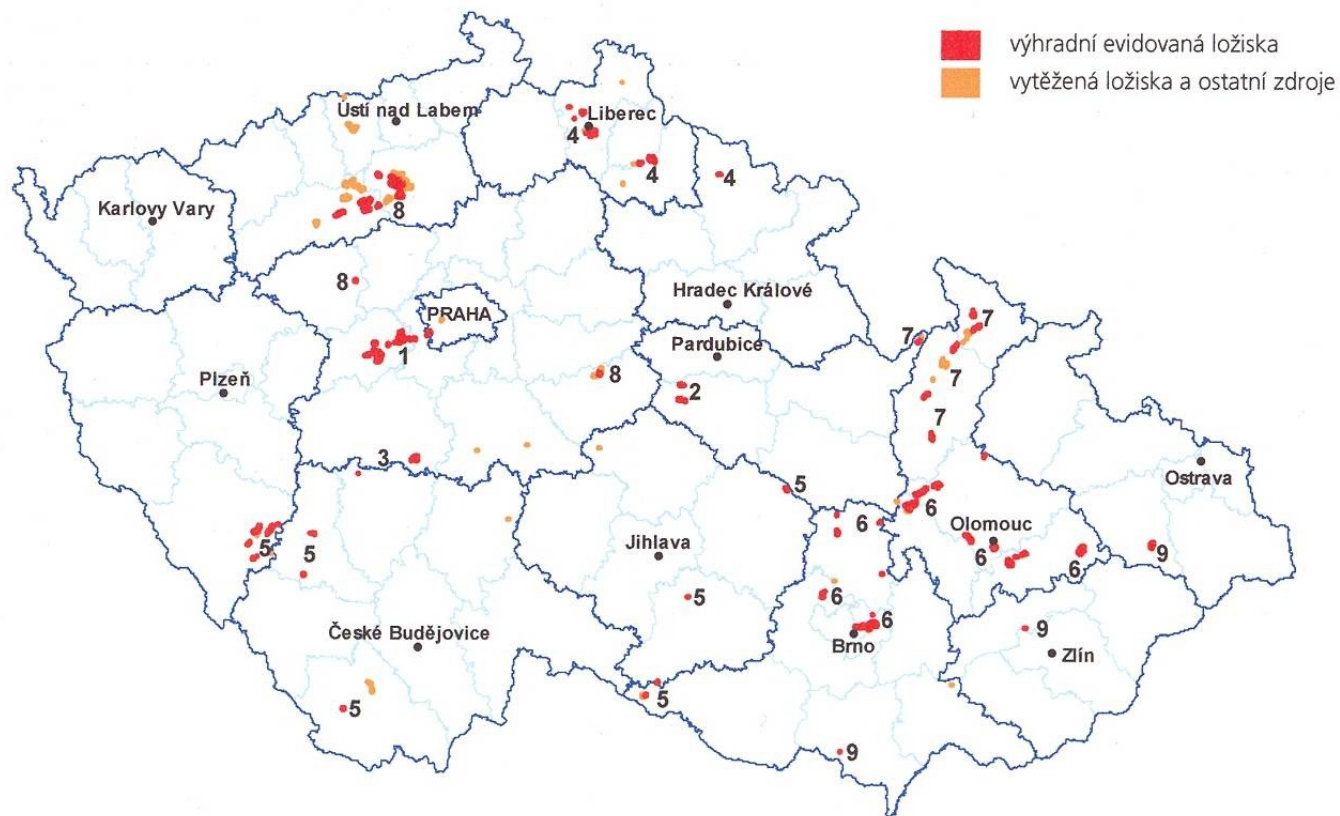 výhradní evidovaná ložiska
vytěžená ložiska a ostatní zdroje
Ústí nad Labem
Liberec
4
4
4
Karlovy Vary
8
8
PRAHA
Hradec Králové
7
7
1
Pardubice
Plzeň
8
2
7
7
3
5
Ostrava
6
6
Olomouc
5
5
Jihlava
6
6
9
5
6
6
České Budějovice
Brno
9
Zlín
5
5
9